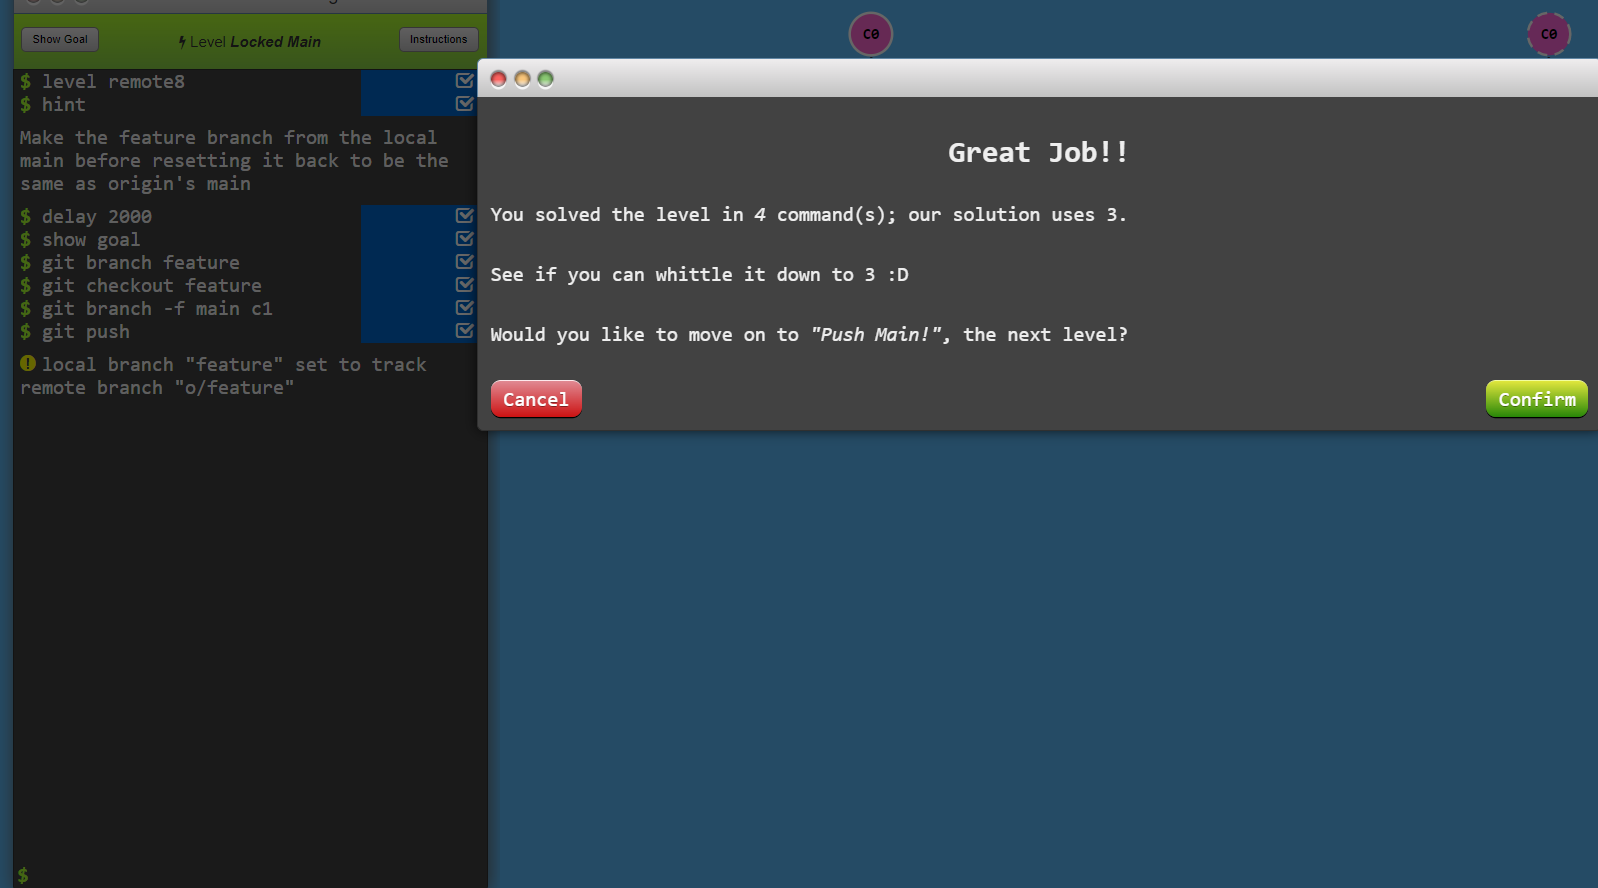 Show Goal
Level Locked Main
Instructions
C0
C0
$ level remote8
$ hint
Make the feature branch from the local
main before resetting it back to be the
same as origin's main
$ delay 2000
$ show goal
$ git branch feature
$ git checkout feature
$ git branch -f main c1
$ git push
local branch "feature" set to track
remote branch "o/feature"
$
Great Job!!
You solved the level in 4 command(s); our solution uses 3.
See if you can whittle it down to 3 :D
Would you like to move on to "Push Main!", the next level?
Cancel
Confirm